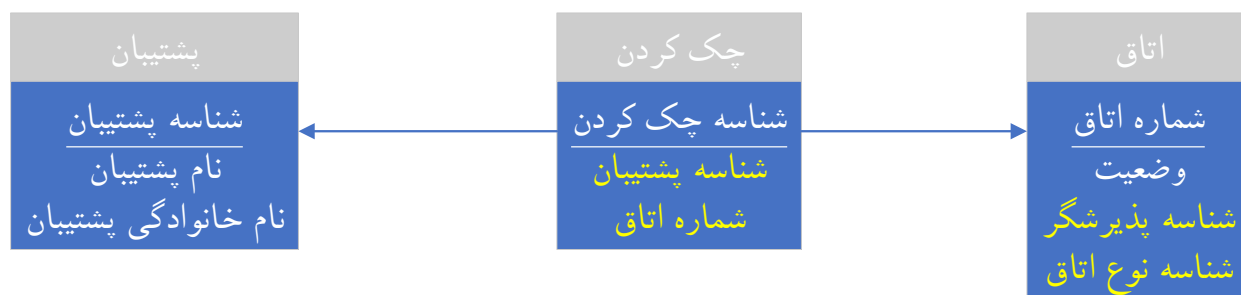 اتاق
شماره اتاق
وضعیت
شناسه پذیرشگر
شناسه نوع اتاق
چک کردن
شناسه چک کردن
شناسه پشتیبان
شماره اتاق
پشتیبان
شناسه پشتیبان
نام پشتیبان
نام خانوادگی پشتیبان